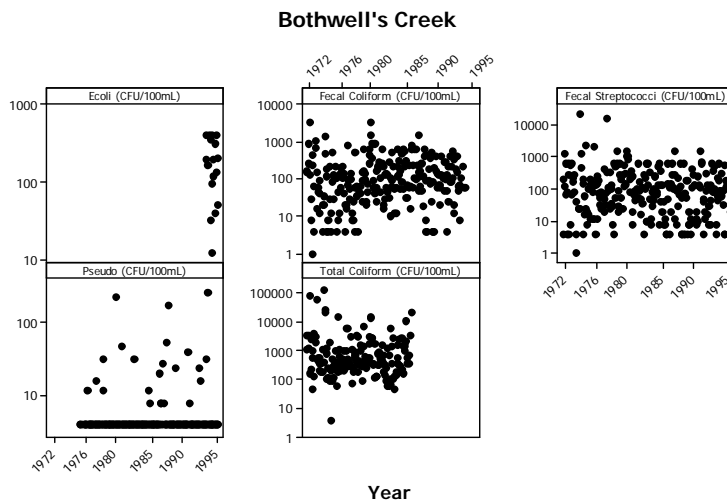 Bothwell's Creek
1972 1976 1980 1985 1990 1995
Ecoli (CFU/100mL)
1000
100
10
Fecal Coliform (CFU/100mL)
10000
1000
100
10
1
Fecal Streptococci (CFU/100mL)
10000
1000
100
10
1
1972 1976 1980 1985 1990 1995
Pseudo (CFU/100mL)
100
10
1972 1976 1980 1985 1990 1995
Total Coliform (CFU/100mL)
100000
10000
1000
100
10
1
Year